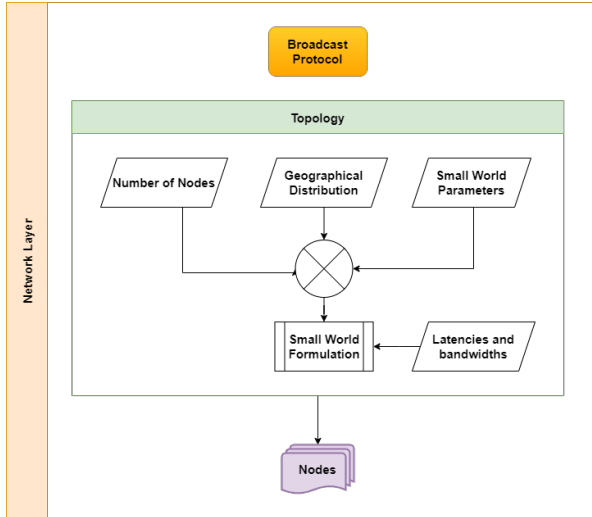 Broadcast
Protocol
Topology
Number of Nodes
Geographical
Distribution
Small World
Parameters
Network Layer
Small World
Formulation
Latencies and
bandwidths
Nodes